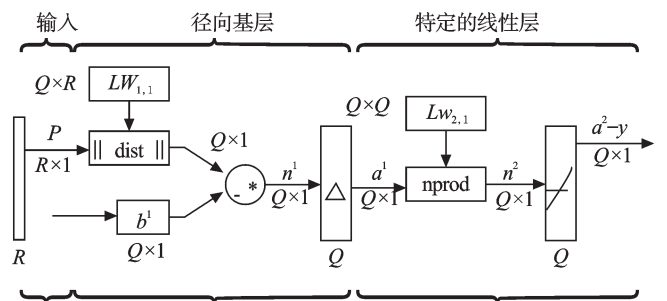 输入 径向基层 特定的线性层
Q×R LW₁,₁ Q×Q Lw₂,₁
P R×1 || dist || Q×1 n¹ Q×1 a¹ Q×1 nprod n² Q×1 a²−y Q×1
- *
b¹ Q×1
R Q Q